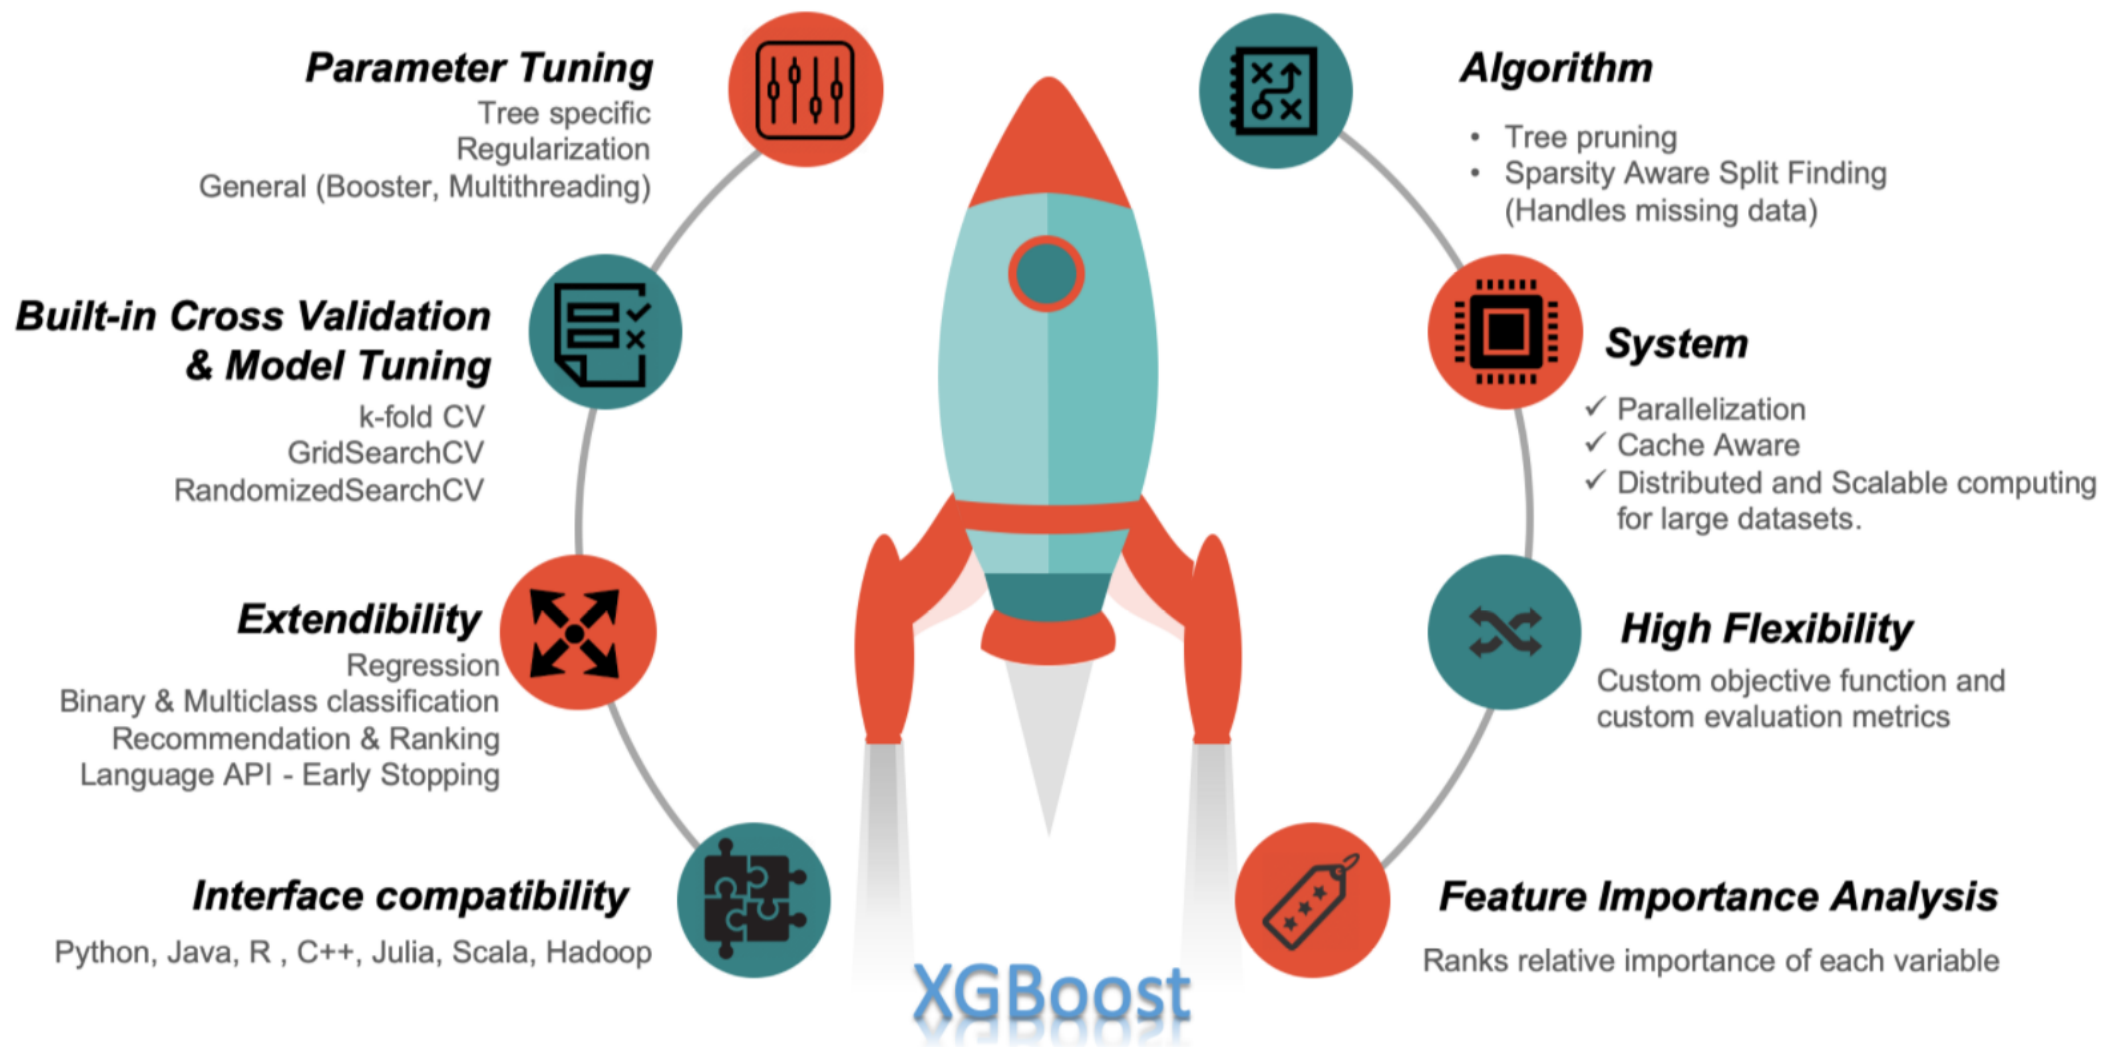 Parameter Tuning
Tree specific
Regularization
General (Booster, Multithreading)
Built-in Cross Validation
& Model Tuning
k-fold CV
GridSearchCV
RandomizedSearchCV
Extendibility
Regression
Binary & Multiclass classification
Recommendation & Ranking
Language API - Early Stopping
Interface compatibility
Python, Java, R , C++, Julia, Scala, Hadoop
Algorithm
• Tree pruning
• Sparsity Aware Split Finding
(Handles missing data)
System
✓ Parallelization
✓ Cache Aware
✓ Distributed and Scalable computing
for large datasets.
High Flexibility
Custom objective function and
custom evaluation metrics
Feature Importance Analysis
Ranks relative importance of each variable
XGBoost